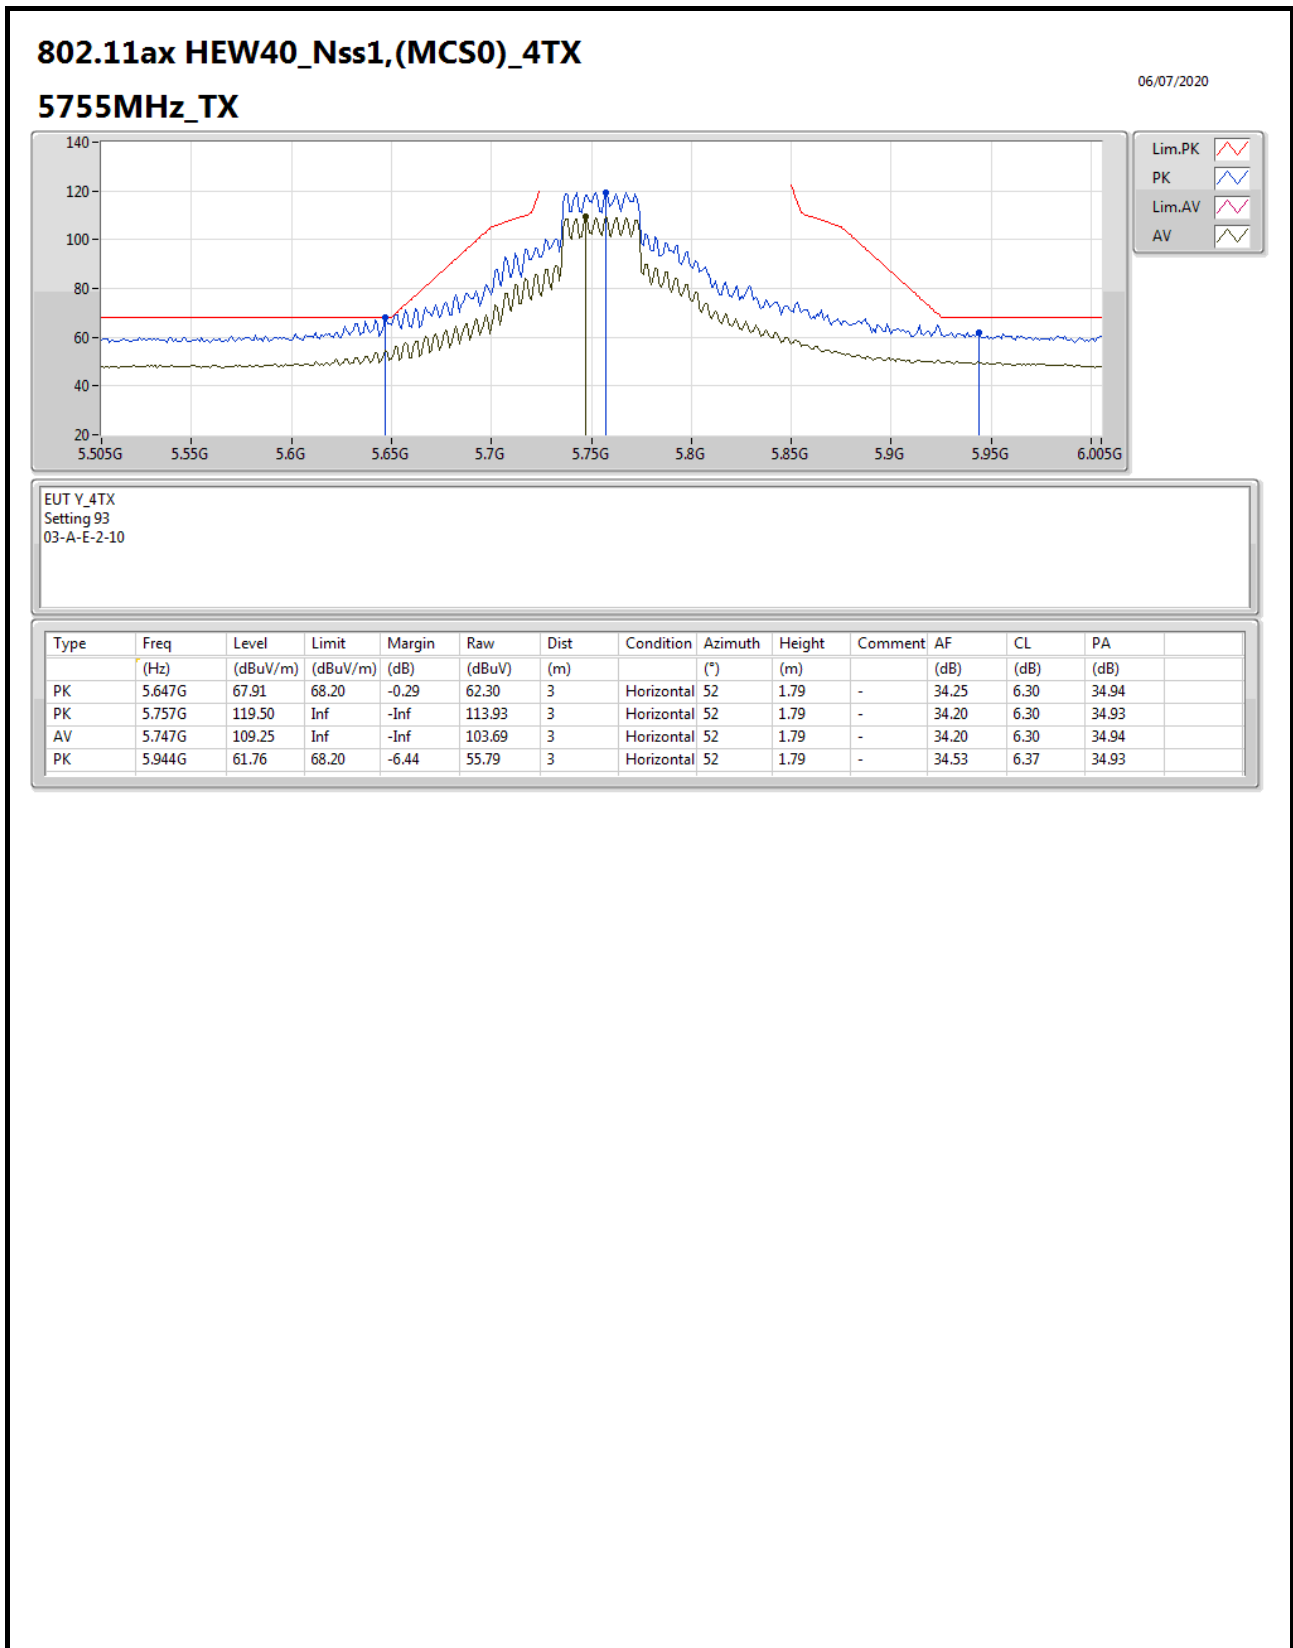 802.11ax HEW40_Nss1,(MCS0)_4TX
06/07/2020
5755MHz_TX
140
120
100
80
60
40
20
5.505G 5.55G 5.6G 5.65G 5.7G 5.75G 5.8G 5.85G 5.9G 5.95G 6.005G
Lim.PK
PK
Lim.AV
AV
EUT Y_4TX
Setting 93
03-A-E-2-10
Type Freq Level Limit Margin Raw Dist Condition Azimuth Height Comment AF CL PA
(Hz) (dBuV/m) (dBuV/m) (dB) (dBuV) (m) (°) (m) (dB) (dB) (dB)
PK 5.647G 67.91 68.20 -0.29 62.30 3 Horizontal 52 1.79 - 34.25 6.30 34.94
PK 5.757G 119.50 Inf -Inf 113.93 3 Horizontal 52 1.79 - 34.20 6.30 34.93
AV 5.747G 109.25 Inf -Inf 103.69 3 Horizontal 52 1.79 - 34.20 6.30 34.94
PK 5.944G 61.76 68.20 -6.44 55.79 3 Horizontal 52 1.79 - 34.53 6.37 34.93